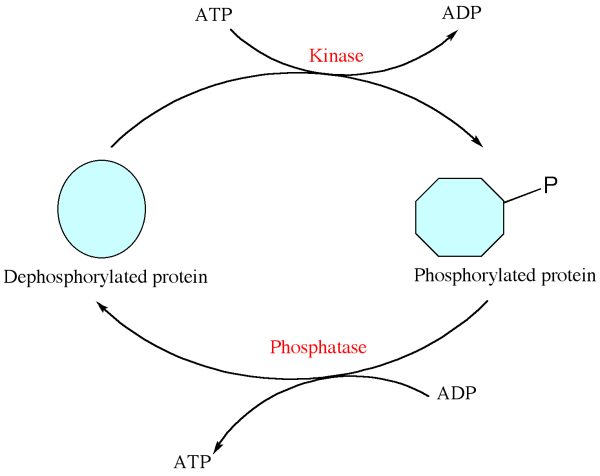 ATP
ADP
Kinase
P
Dephosphorylated protein
Phosphorylated protein
Phosphatase
ADP
ATP